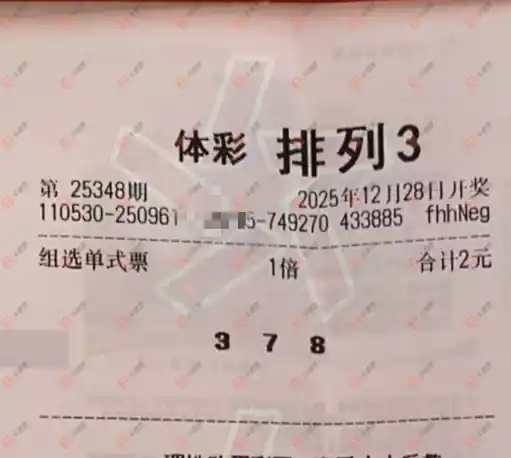 体彩 排列3
第 25348期 2025年12月28日开奖
110530-250961 5-749270 433885 fhhNeg
组选单式票 1倍 合计2元
3 7 8